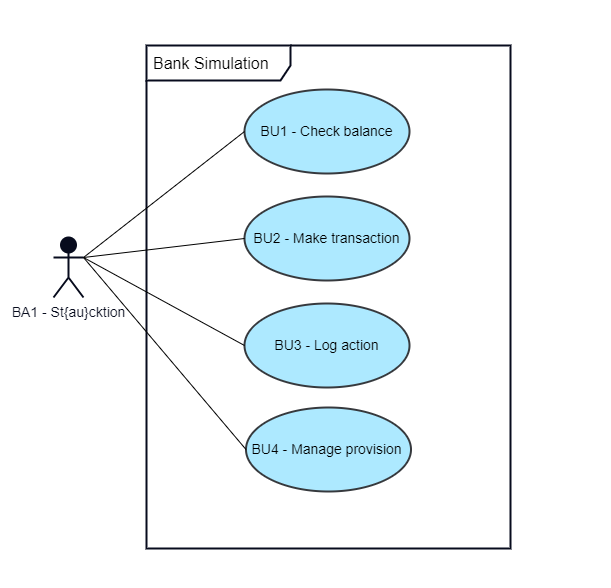 Bank Simulation
BU1 - Check balance
BU2 - Make transaction
BA1 - St{au}cktion
BU3 - Log action
BU4 - Manage provision